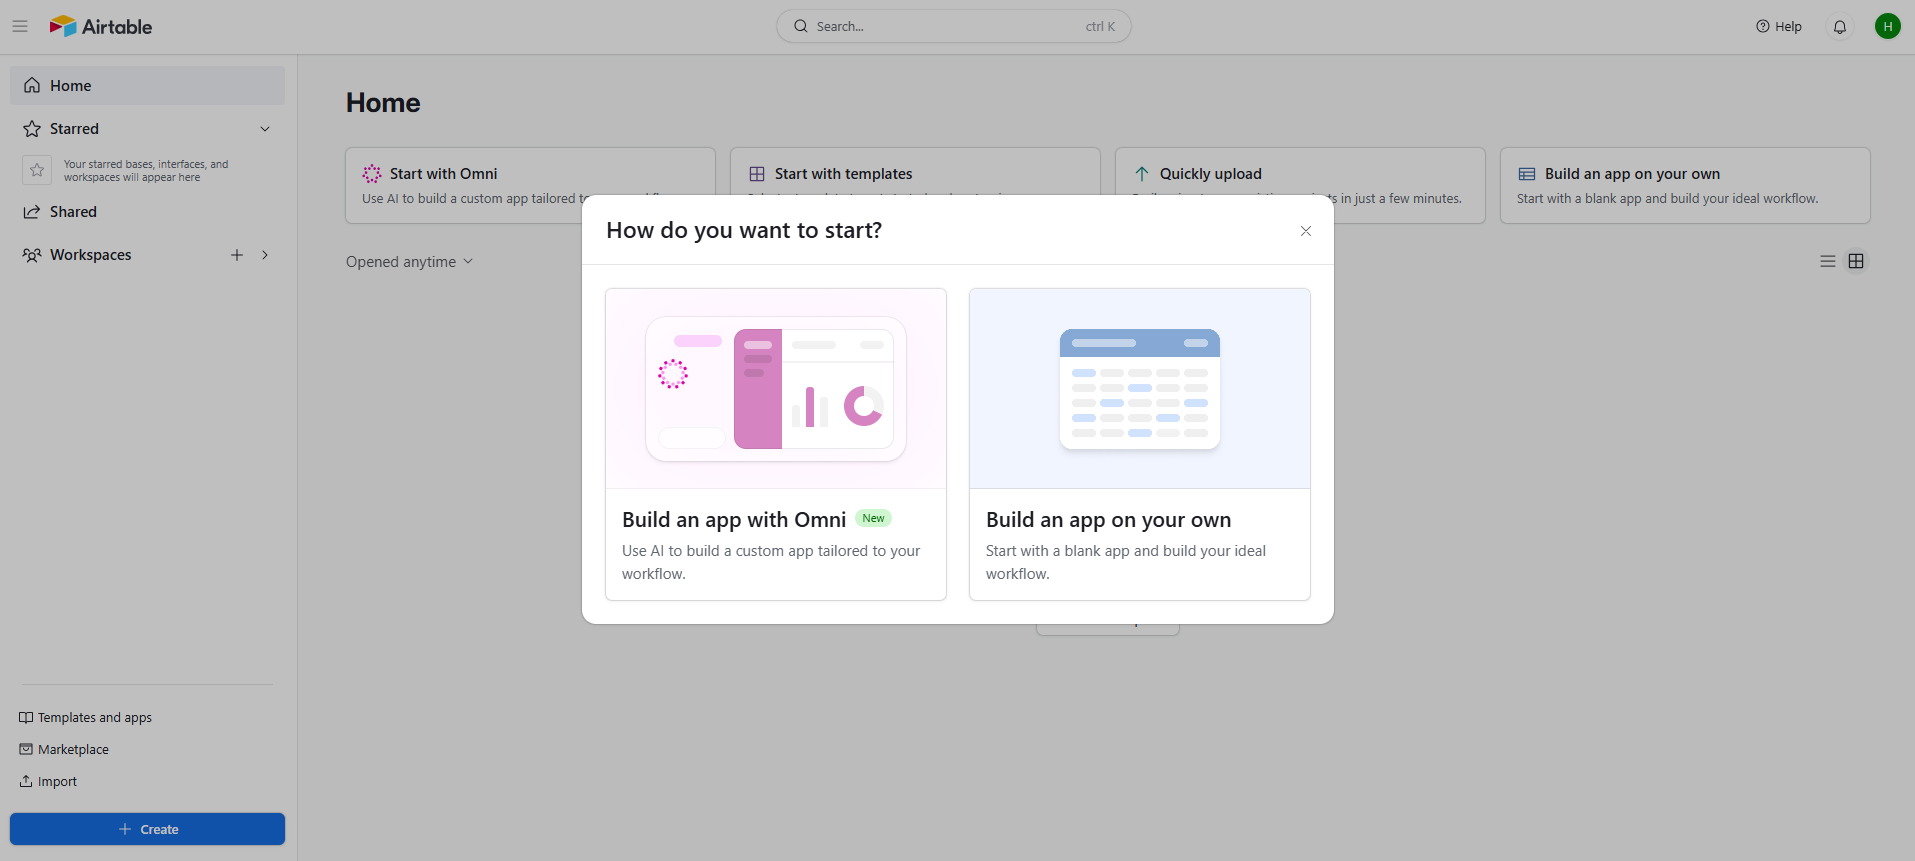 Airtable
Search...
ctrl K
Help
H
Home
Starred
Your starred bases, interfaces, and
workspaces will appear here
Shared
Workspaces
Templates and apps
Marketplace
Import
Create
Home
Start with Omni
Use AI to build a custom app tailored to
Start with templates
Quickly upload
s in just a few minutes.
Build an app on your own
Start with a blank app and build your ideal workflow.
Opened anytime
How do you want to start?
Build an app with Omni New
Use AI to build a custom app tailored to your
workflow.
Build an app on your own
Start with a blank app and build your ideal
workflow.